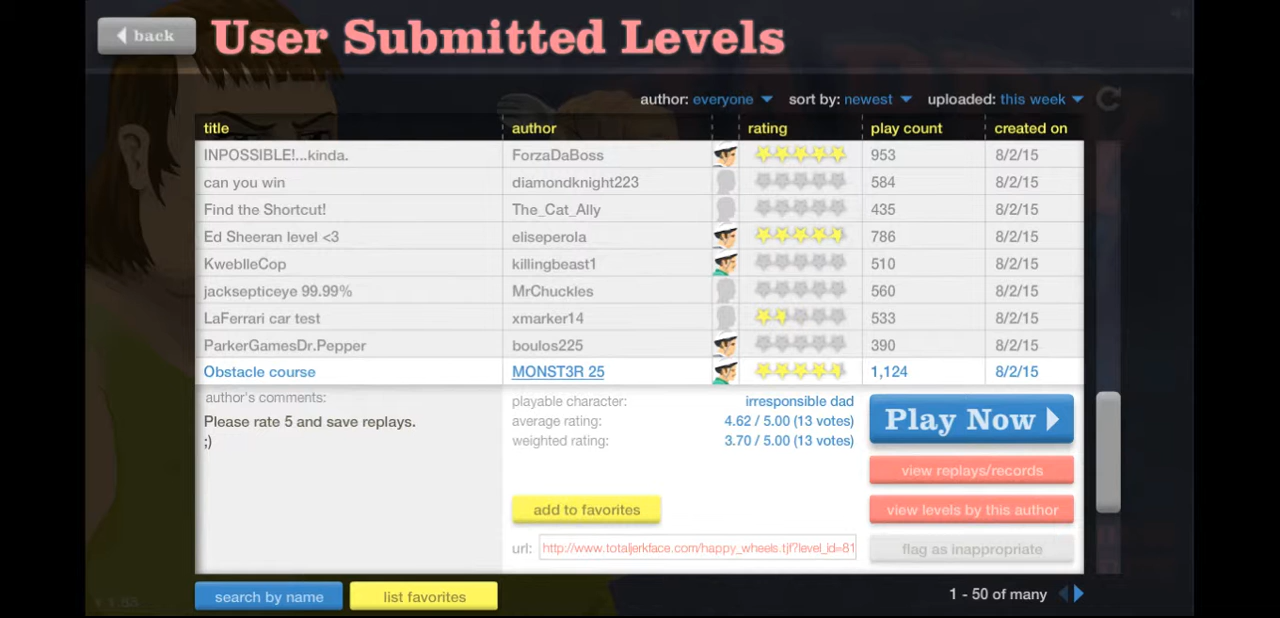 back
User Submitted Levels
author: everyone sort by: newest uploaded: this week
title author rating play count created on
INPOSSIBLE!...kinda. ForzaDaBoss 953 8/2/15
can you win diamondknight223 584 8/2/15
Find the Shortcut! The_Cat_Ally 435 8/2/15
Ed Sheeran level <3 eliseperola 786 8/2/15
KweblleCop killingbeast1 510 8/2/15
jacksepticeye 99.99% MrChuckles 560 8/2/15
LaFerrari car test xmarker14 533 8/2/15
ParkerGamesDr.Pepper boulos225 390 8/2/15
Obstacle course MONST3R 25 1,124 8/2/15
author's comments:
Please rate 5 and save replays.
;)
playable character: irresponsible dad
average rating: 4.62 / 5.00 (13 votes)
weighted rating: 3.70 / 5.00 (13 votes)
add to favorites
url: http://www.totaljerkface.com/happy_wheels.tjf?level_id=81
Play Now
view replays/records
view levels by this author
flag as inappropriate
search by name list favorites 1 - 50 of many